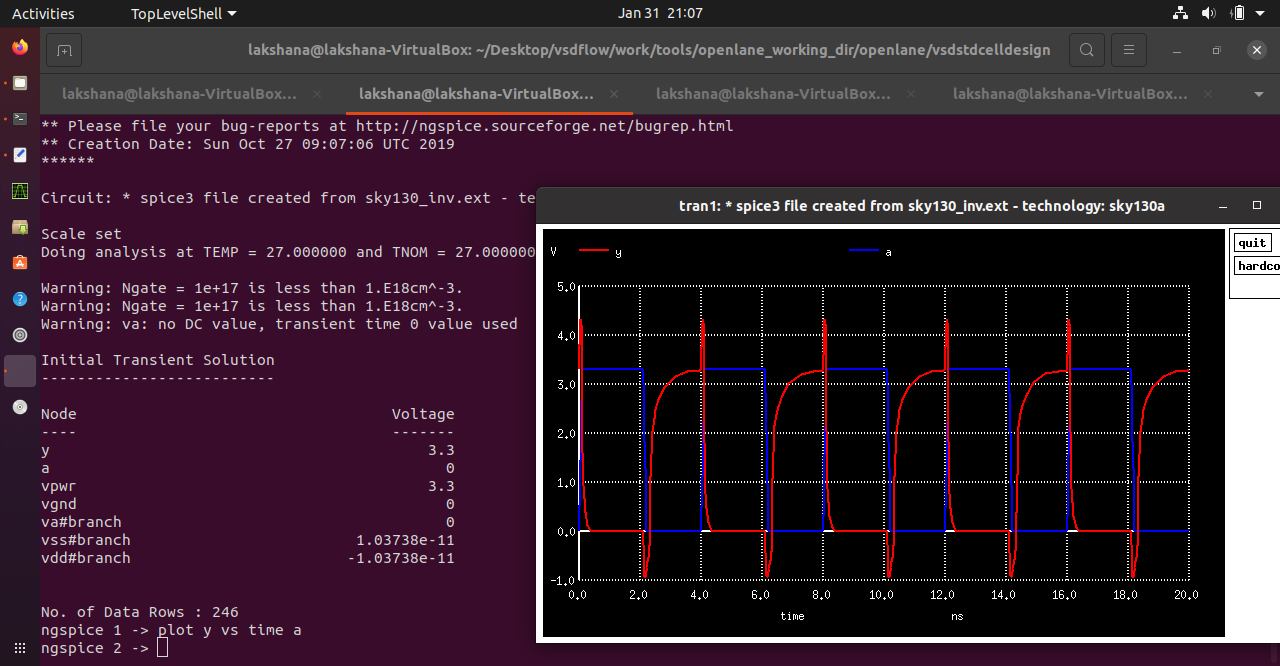 Activities TopLevelShell Jan 31 21:07
lakshana@lakshana-VirtualBox: ~/Desktop/vsdflow/work/tools/openlane_working_dir/openlane/vsdstdcelldesign
lakshana@lakshana-VirtualBox... lakshana@lakshana-VirtualBox... lakshana@lakshana-VirtualBox... lakshana@lakshana-VirtualBox...
** Please file your bug-reports at http://ngspice.sourceforge.net/bugrep.html
** Creation Date: Sun Oct 27 09:07:06 UTC 2019
******
Circuit: * spice3 file created from sky130_inv.ext - te
Scale set
Doing analysis at TEMP = 27.000000 and TNOM = 27.000000
Warning: Ngate = 1e+17 is less than 1.E18cm^-3.
Warning: Ngate = 1e+17 is less than 1.E18cm^-3.
Warning: va: no DC value, transient time 0 value used
Initial Transient Solution
--------------------------
Node Voltage
---- -------
y 3.3
a 0
vpwr 3.3
vgnd 0
va#branch 0
vss#branch 1.03738e-11
vdd#branch -1.03738e-11
No. of Data Rows : 246
ngspice 1 -> plot y vs time a
ngspice 2 ->
tran1: * spice3 file created from sky130_inv.ext - technology: sky130a
quit
hardco
V y a
5.0
4.0
3.0
2.0
1.0
0.0
-1.0
0.0 2.0 4.0 6.0 8.0 10.0 12.0 14.0 16.0 18.0 20.0
time ns